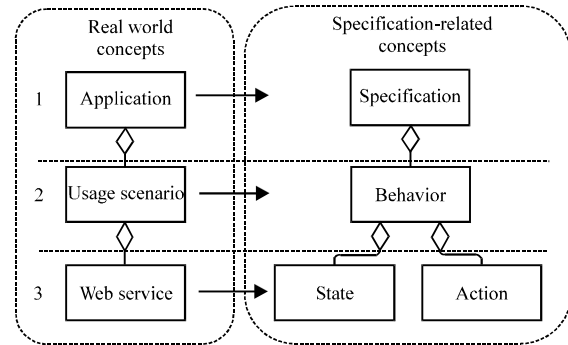 Real world
concepts
Specification-related
concepts
1
Application
Specification
2
Usage scenario
Behavior
3
Web service
State
Action